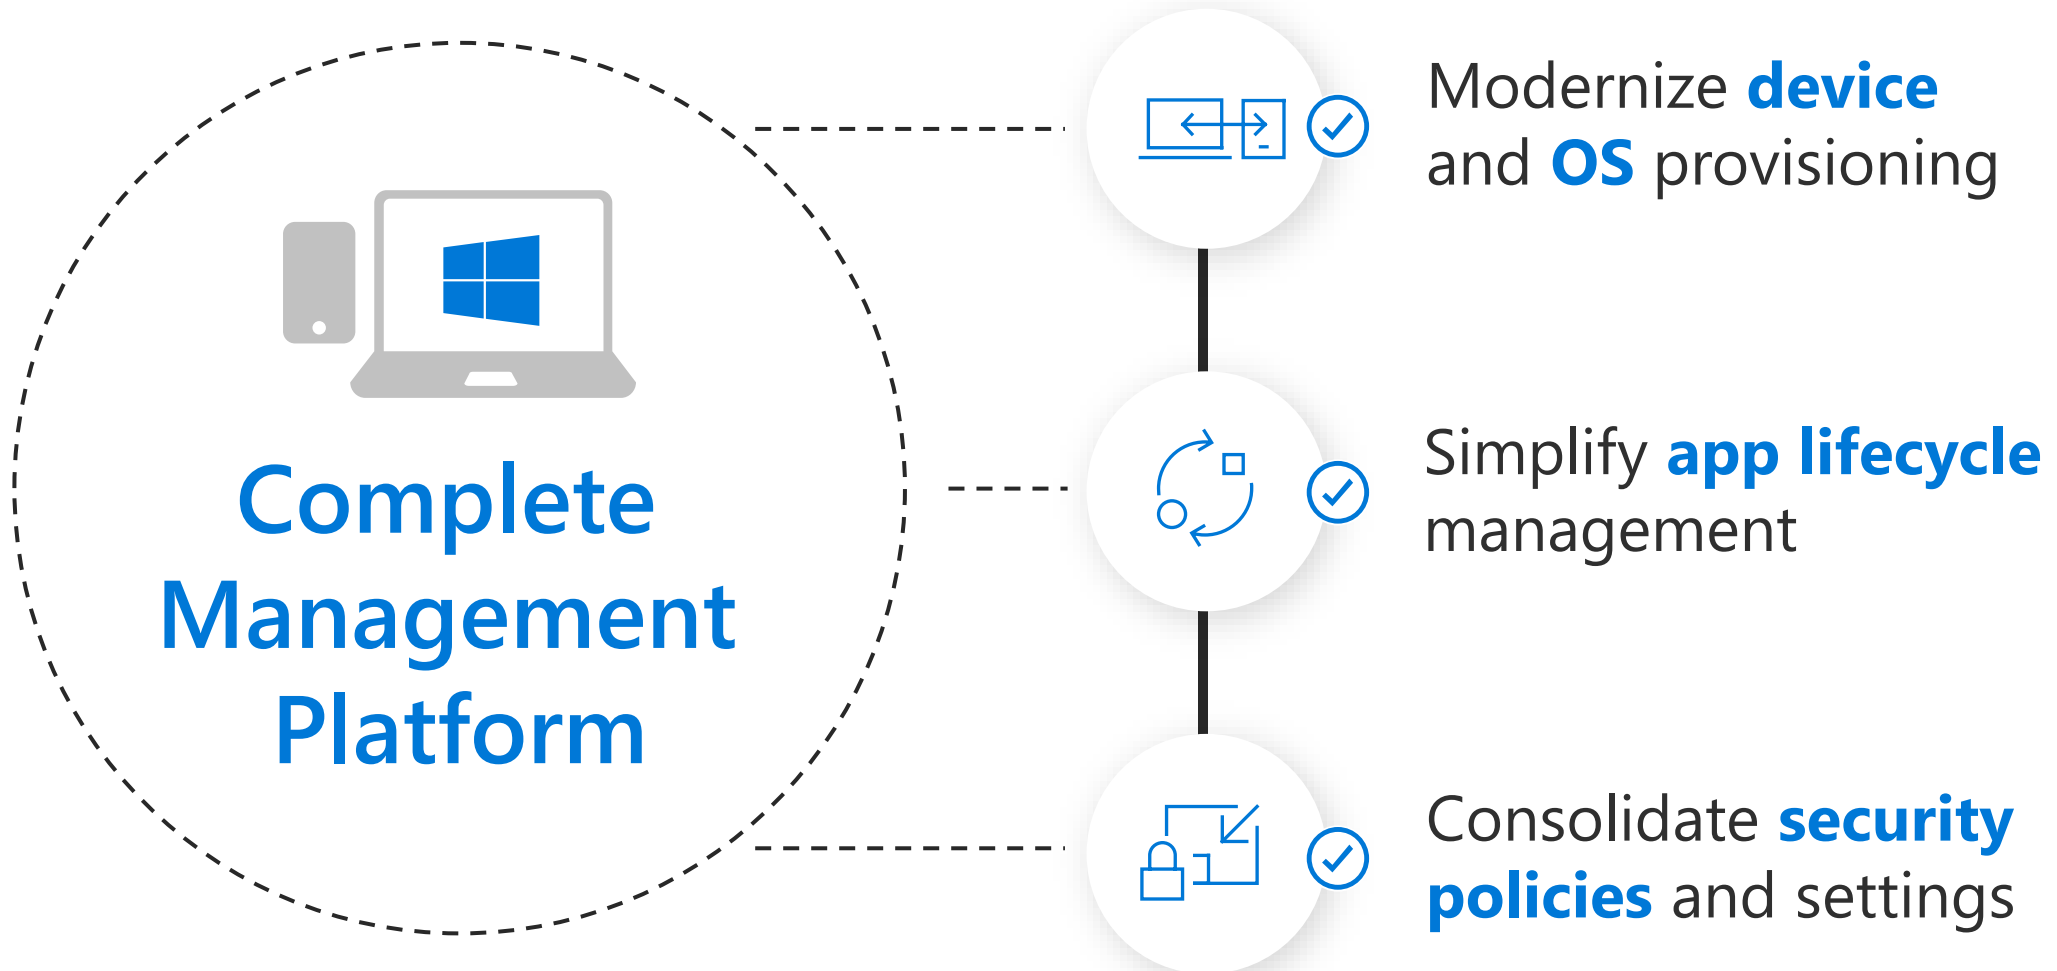 Complete
Management
Platform
Modernize device
and OS provisioning
Simplify app lifecycle
management
Consolidate security
policies and settings